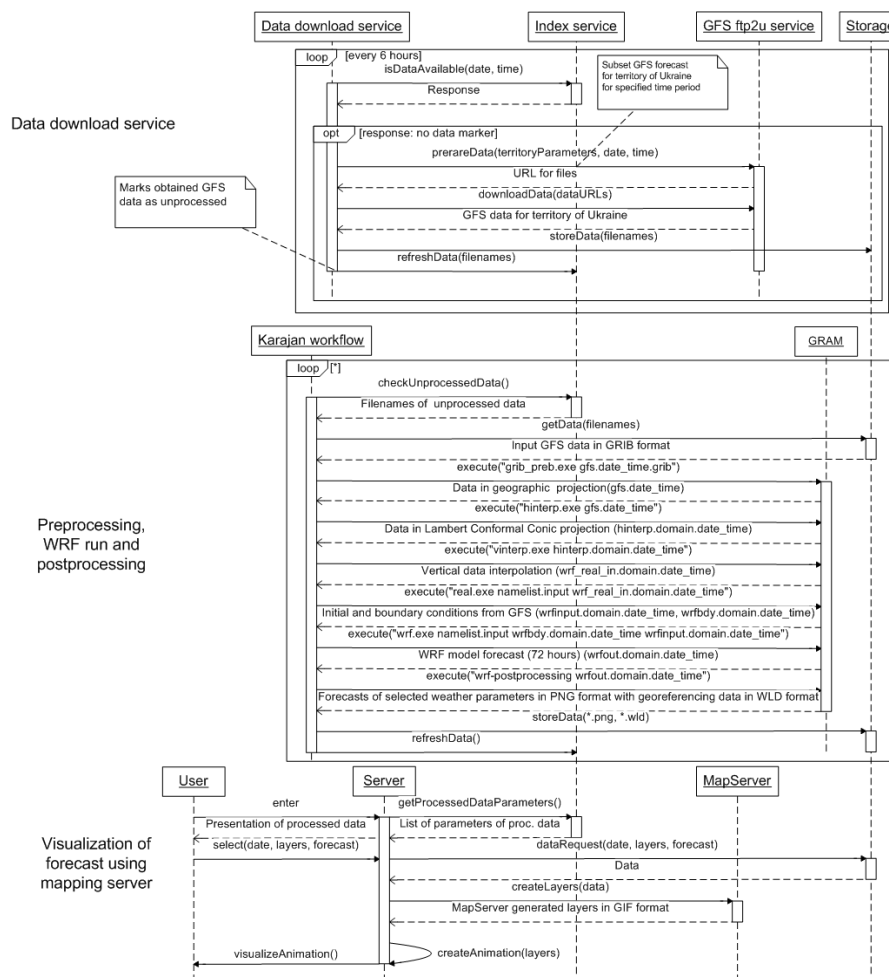 Data download service
Index service
GFS ftp2u service
Storage
loop
[every 6 hours]
isDataAvailable(date, time)
Response
Subset GFS forecast
for territory of Ukraine
for specified time period
Data download service
opt
[response: no data marker]
prerareData(territoryParameters, date, time)
URL for files
Marks obtained GFS
data as unprocessed
downloadData(dataURLs)
GFS data for territory of Ukraine
storeData(filenames)
refreshData(filenames)
Karajan workflow
GRAM
loop
[*]
checkUnprocessedData()
Filenames of unprocessed data
getData(filenames)
Input GFS data in GRIB format
execute("grib_preb.exe gfs.date_time.grib")
Data in geographic projection(gfs.date_time)
execute("hinterp.exe gfs.date_time")
Preprocessing,
WRF run and
postprocessing
Data in Lambert Conformal Conic projection (hinterp.domain.date_time)
execute("vinterp.exe hinterp.domain.date_time")
Vertical data interpolation (wrf_real_in.domain.date_time)
execute("real.exe namelist.input wrf_real_in.domain.date_time")
Initial and boundary conditions from GFS (wrfinput.domain.date_time, wrfbdy.domain.date_time)
execute("wrf.exe namelist.input wrfbdy.domain.date_time wrfinput.domain.date_time")
WRF model forecast (72 hours) (wrfout.domain.date_time)
execute("wrf-postprocessing wrfout.domain.date_time")
Forecasts of selected weather parameters in PNG format with georeferencing data in WLD format
storeData(*.png, *.wld)
refreshData()
User
Server
MapServer
enter
getProcessedDataParameters()
Presentation of processed data
List of parameters of proc. data
Visualization of
forecast using
mapping server
select(date, layers, forecast)
dataRequest(date, layers, forecast)
Data
createLayers(data)
MapServer generated layers in GIF format
visualizeAnimation()
createAnimation(layers)